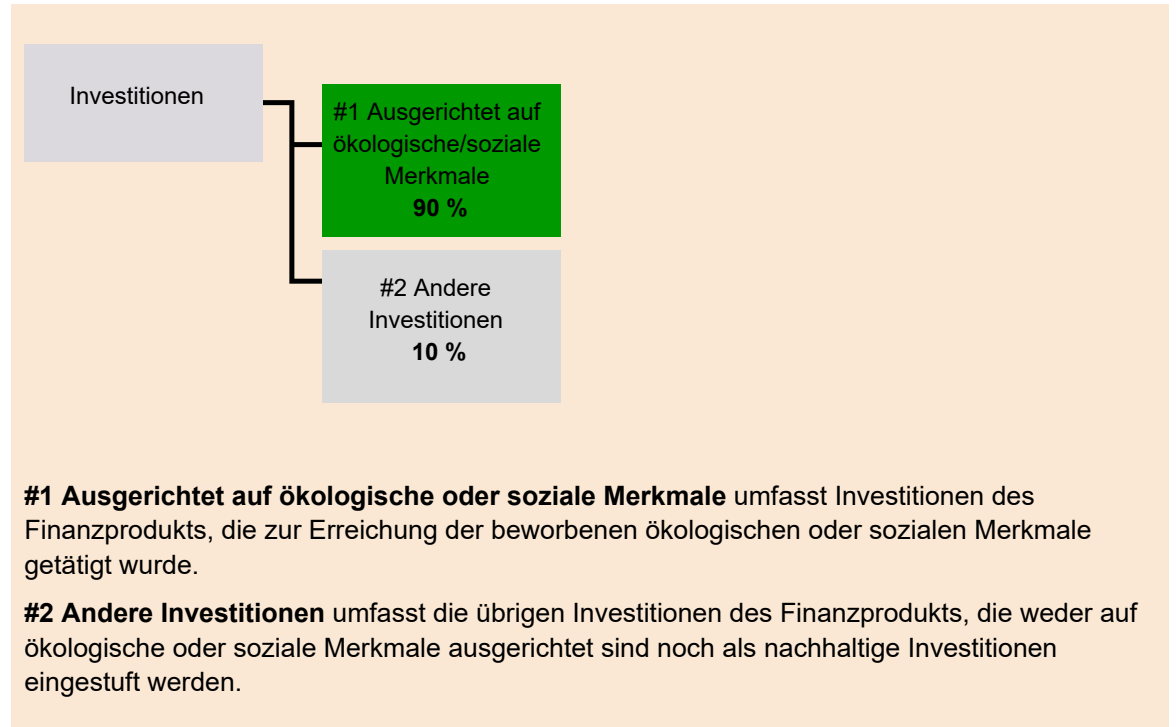 Investitionen
#1 Ausgerichtet auf
ökologische/soziale
Merkmale
90 %
#2 Andere
Investitionen
10 %
#1 Ausgerichtet auf ökologische oder soziale Merkmale umfasst Investitionen des
Finanzprodukts, die zur Erreichung der beworbenen ökologischen oder sozialen Merkmale
getätigt wurde.
#2 Andere Investitionen umfasst die übrigen Investitionen des Finanzprodukts, die weder auf
ökologische oder soziale Merkmale ausgerichtet sind noch als nachhaltige Investitionen
eingestuft werden.